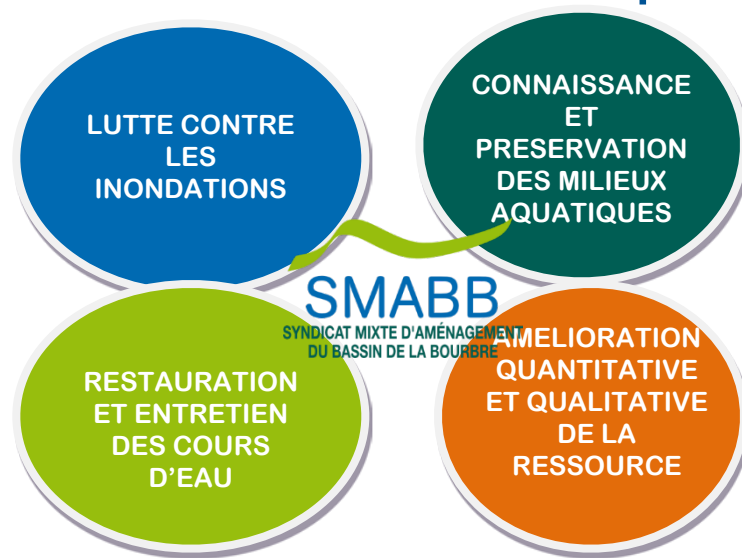 LUTTE CONTRE
LES
INONDATIONS
CONNAISSANCE
ET
PRESERVATION
DES MILIEUX
AQUATIQUES
SMABB
SYNDICAT MIXTE D'AMÉNAGEMENT
DU BASSIN DE LA BOURBRE
RESTAURATION
ET ENTRETIEN
DES COURS
D’EAU
AMELIORATION
QUANTITATIVE
ET QUALITATIVE
DE LA
RESSOURCE